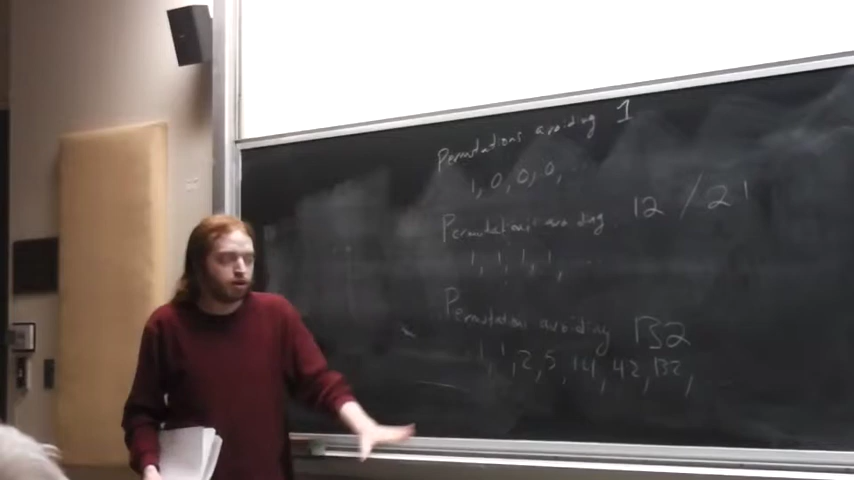 Permutations avoiding 1
1, 0, 0, 0, ...
Permutations avoiding 12 / 21
1, 1, 1, 1, ...
Permutations avoiding 132
1, 1, 2, 5, 14, 42, 132,